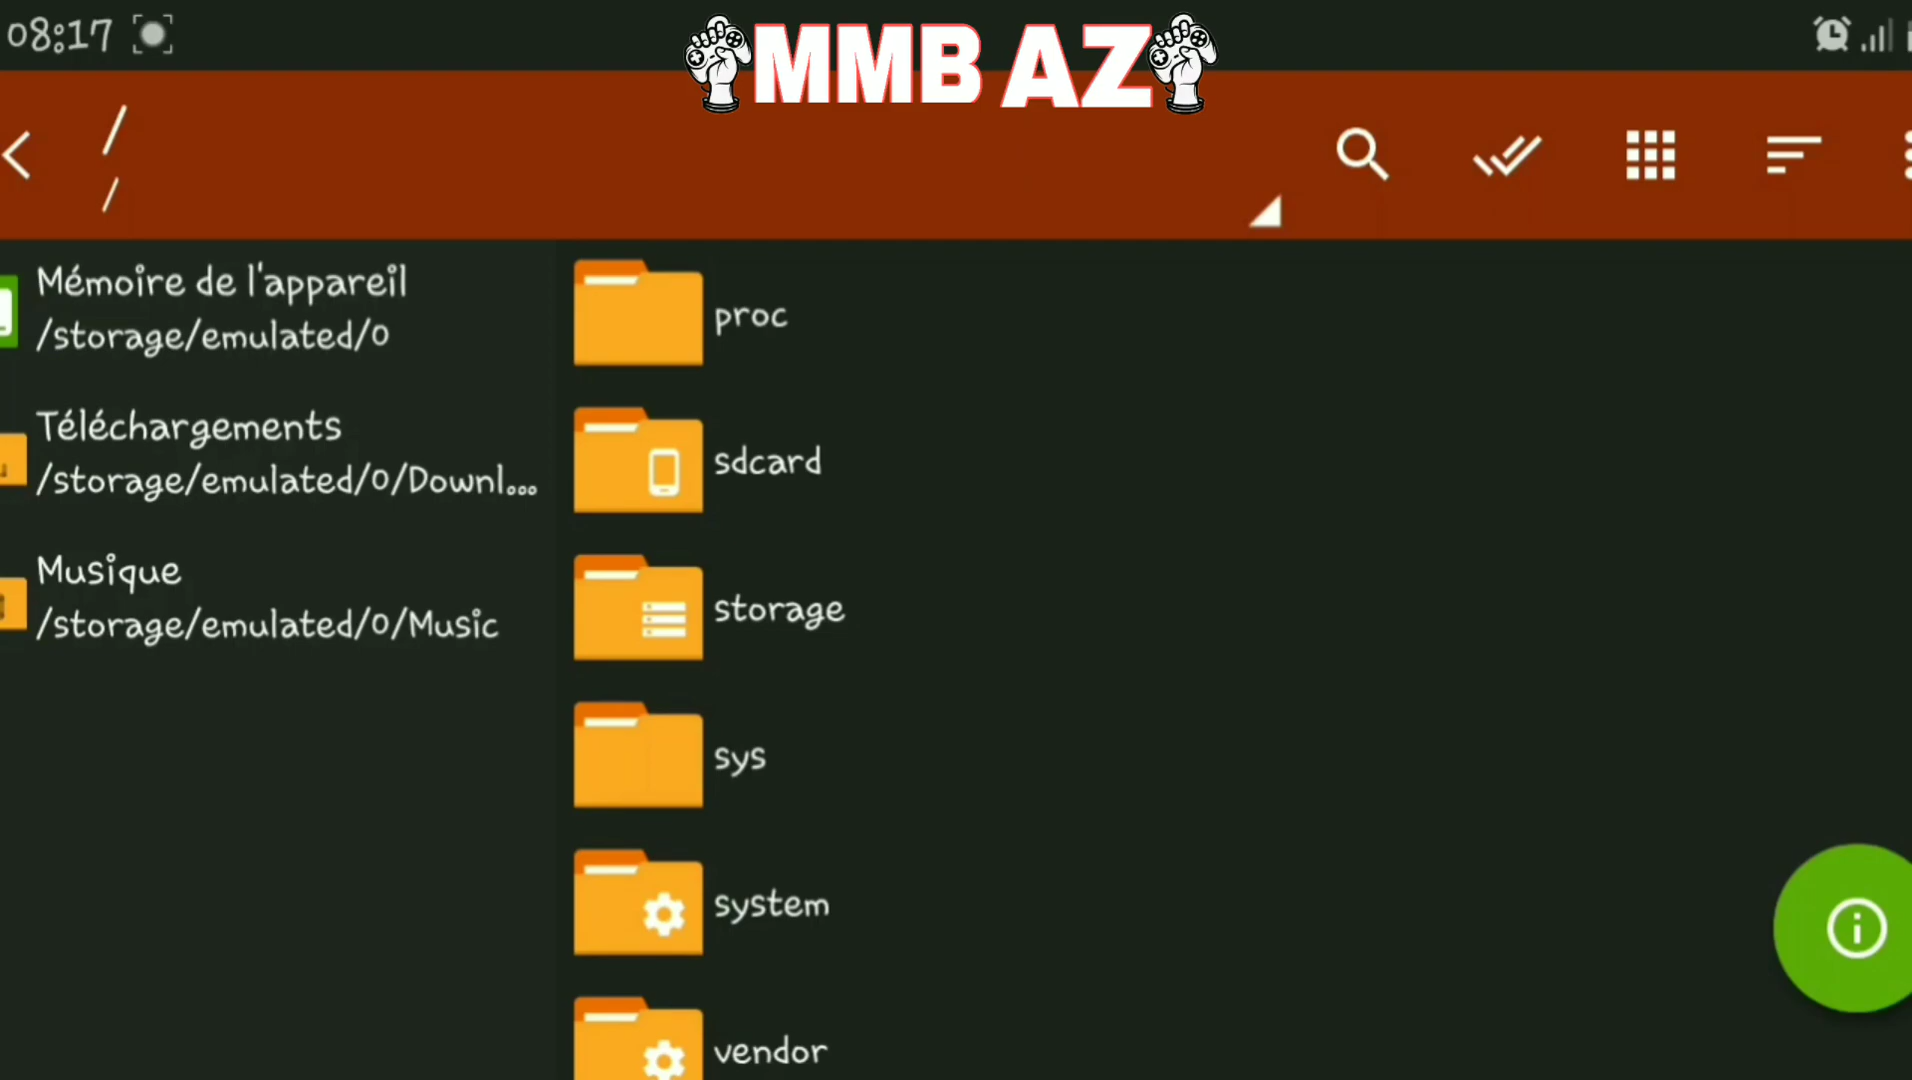 08:17
MMB AZ
/
/
Mémoire de l'appareil
/storage/emulated/0
Téléchargements
/storage/emulated/0/Downl...
Musique
/storage/emulated/0/Music
proc
sdcard
storage
sys
system
vendor